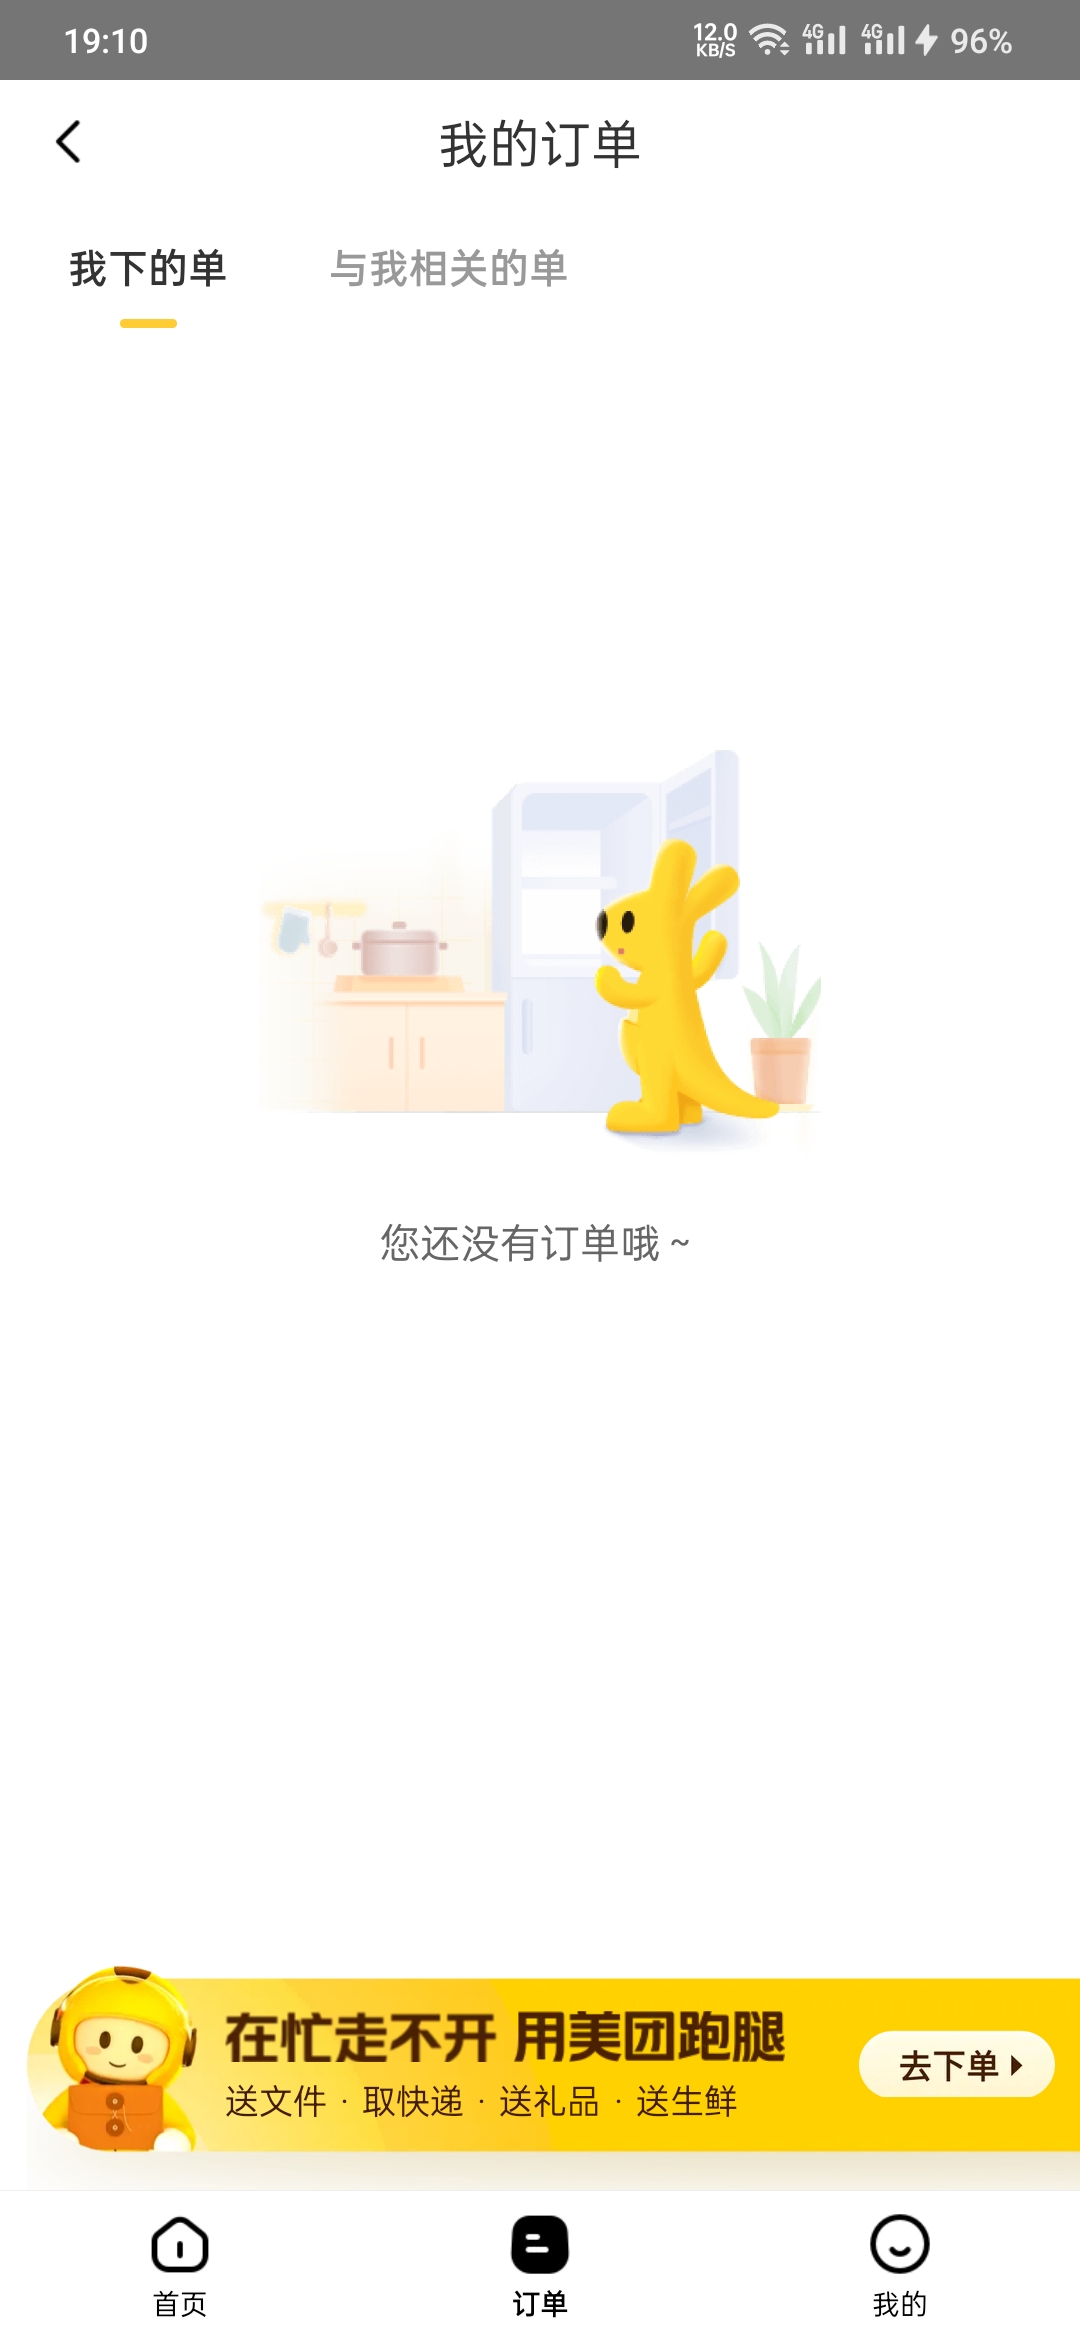 19:10
12.0
KB/S
4G
4G
96%
我的订单
我下的单
与我相关的单
您还没有订单哦 ~
在忙走不开 用美团跑腿
送文件 · 取快递 · 送礼品 · 送生鲜
去下单
首页
订单
我的